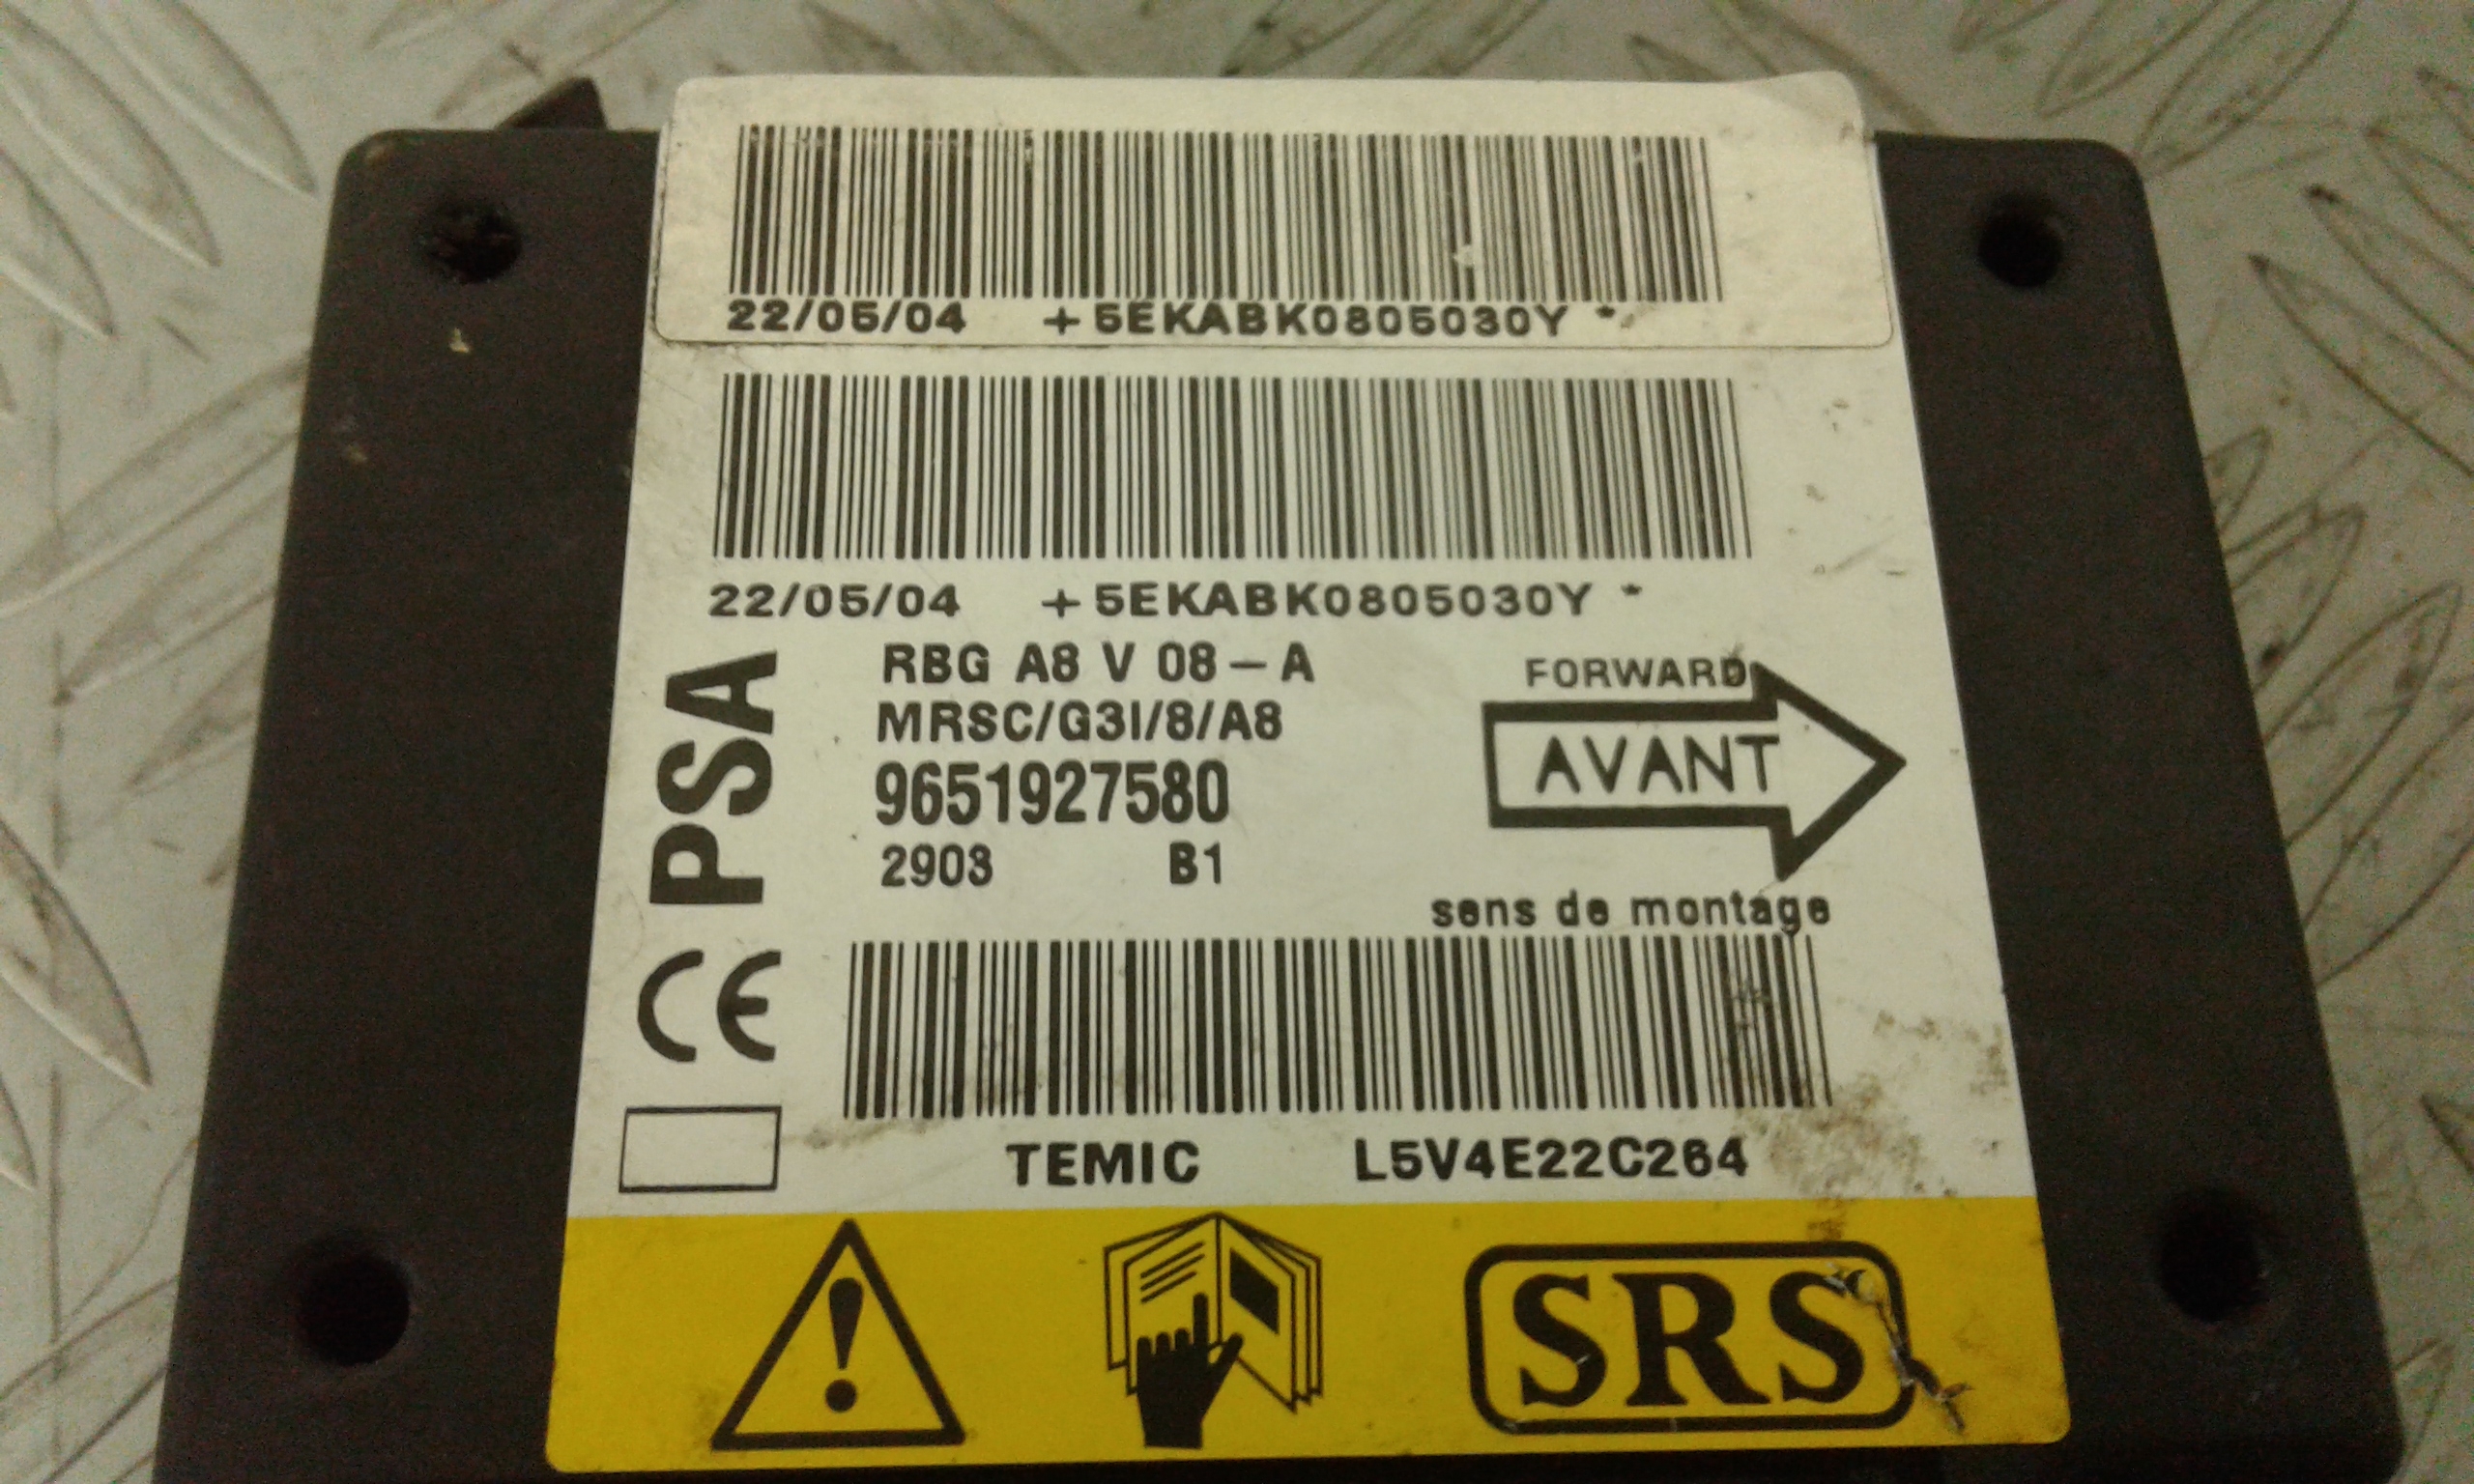 22/05/04 +5EKABK0805030Y *
22/05/04 +5EKABK0805030Y *
RBG A8 V 08-A
MRSC/G3I/8/A8
9651927580
2903 B1
PSA
CE
FORWARD
AVANT
sens de montage
TEMIC L5V4E22C264
SRS